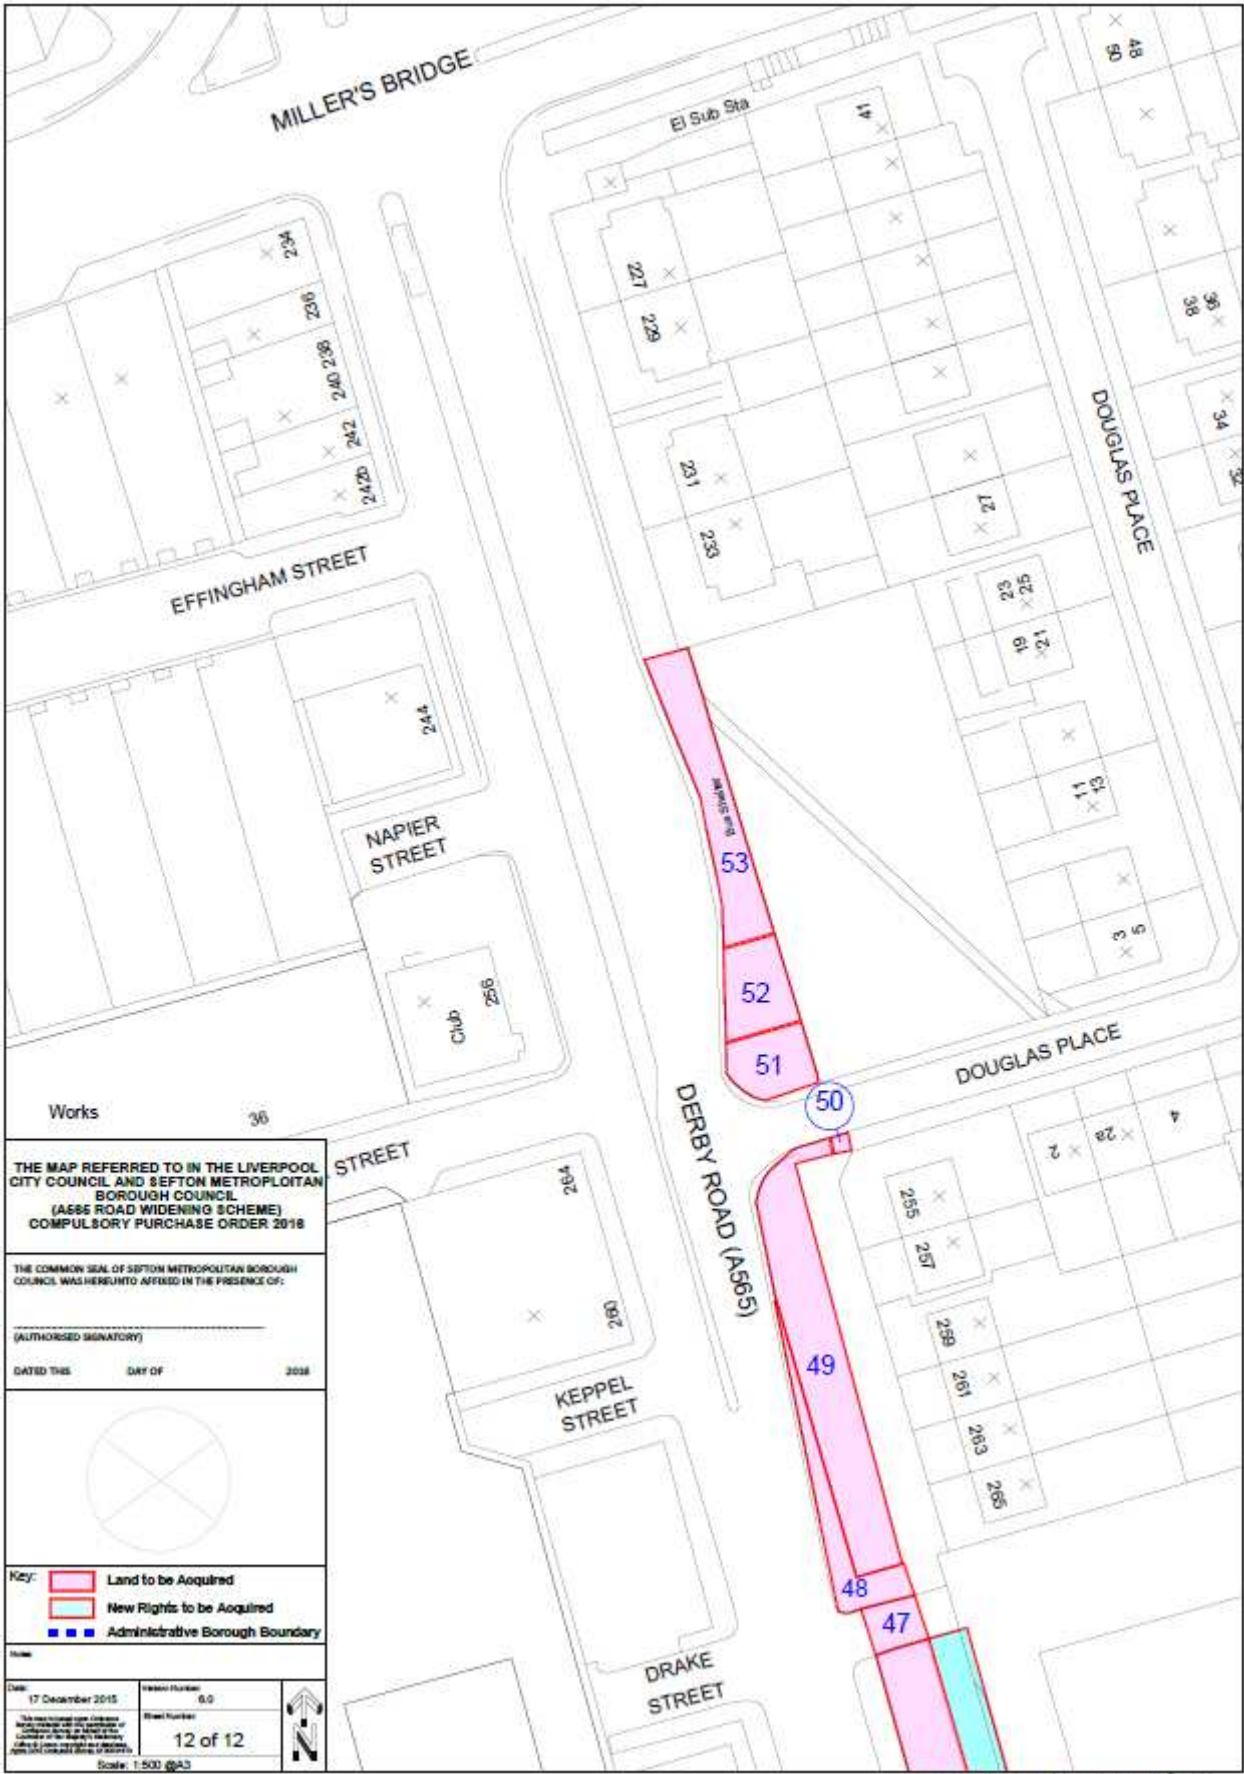 MILLER'S BRIDGE
El Sub Sta
41
48
50
234
236
238
240
242
242b
227
229
231
233
36
38
34
32
27
DOUGLAS PLACE
EFFINGHAM STREET
23
25
19
21
11
13
3
5
244
NAPIER
STREET
Bus Shelter
53
52
51
50
256
Club
DOUGLAS PLACE
Works
36
STREET
DERBY ROAD (A565)
264
260
2
2a
4
255
257
259
261
263
265
49
48
47
KEPPEL
STREET
DRAKE
STREET
THE MAP REFERRED TO IN THE LIVERPOOL
CITY COUNCIL AND SEFTON METROPLOITAN
BOROUGH COUNCIL
(A565 ROAD WIDENING SCHEME)
COMPULSORY PURCHASE ORDER 2016
THE COMMON SEAL OF SEFTON METROPOLITAN BOROUGH
COUNCIL WAS HEREUNTO AFFIXED IN THE PRESENCE OF:
(AUTHORISED SIGNATORY)
DATED THIS DAY OF 2016
Key:
Land to be Acquired
New Rights to be Acquired
Administrative Borough Boundary
Notes:
Date:
17 December 2015
Version Number:
6.0
Sheet Number:
12 of 12
N
Scale: 1:500 @A3